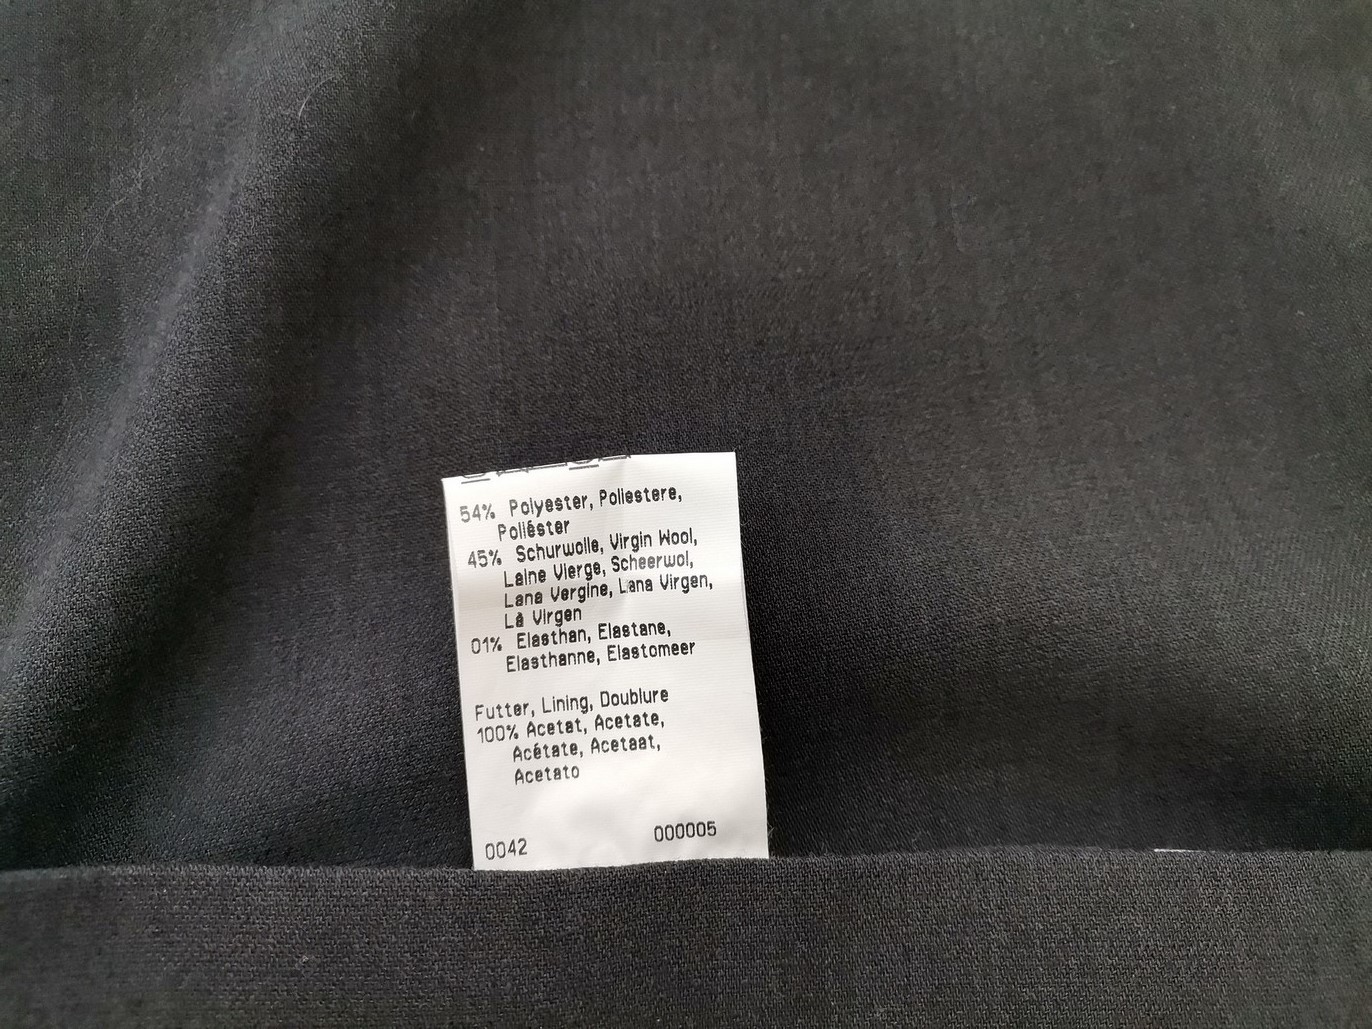 54% Polyester, Poliestere,
Poliéster
45% Schurwolle, Virgin Wool,
Laine Vierge, Scheerwol,
Lana Vergine, Lana Virgen,
Lã Virgen
01% Elasthan, Elastane,
Elasthanne, Elastomeer
Futter, Lining, Doublure
100% Acetat, Acetate,
Acétate, Acetaat,
Acetato
0042 000005